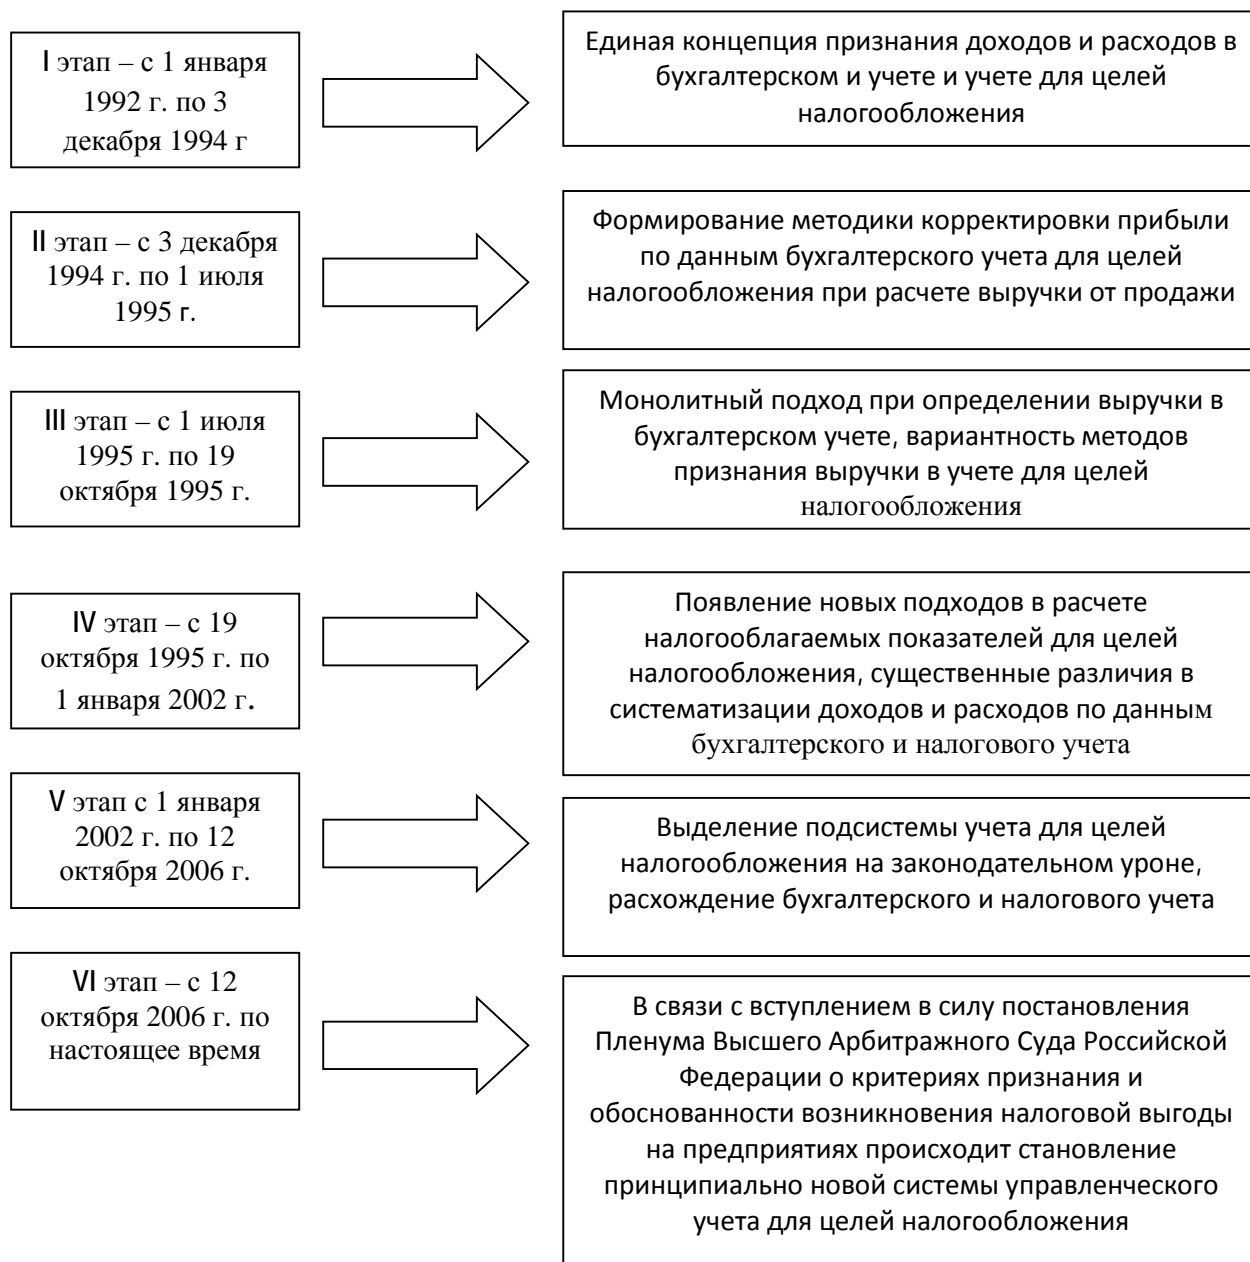 I этап – с 1 января
1992 г. по 3
декабря 1994 г
Единая концепция признания доходов и расходов в
бухгалтерском и учете и учете для целей
налогообложения
II этап – с 3 декабря
1994 г. по 1 июля
1995 г.
Формирование методики корректировки прибыли
по данным бухгалтерского учета для целей
налогообложения при расчете выручки от продажи
III этап – с 1 июля
1995 г. по 19
октября 1995 г.
Монолитный подход при определении выручки в
бухгалтерском учете, вариантность методов
признания выручки в учете для целей
налогообложения
IV этап – с 19
октября 1995 г. по
1 января 2002 г.
Появление новых подходов в расчете
налогооблагаемых показателей для целей
налогообложения, существенные различия в
систематизации доходов и расходов по данным
бухгалтерского и налогового учета
V этап с 1 января
2002 г. по 12
октября 2006 г.
Выделение подсистемы учета для целей
налогообложения на законодательном уроне,
расхождение бухгалтерского и налогового учета
VI этап – с 12
октября 2006 г. по
настоящее время
В связи с вступлением в силу постановления
Пленума Высшего Арбитражного Суда Российской
Федерации о критериях признания и
обоснованности возникновения налоговой выгоды
на предприятиях происходит становление
принципиально новой системы управленческого
учета для целей налогообложения